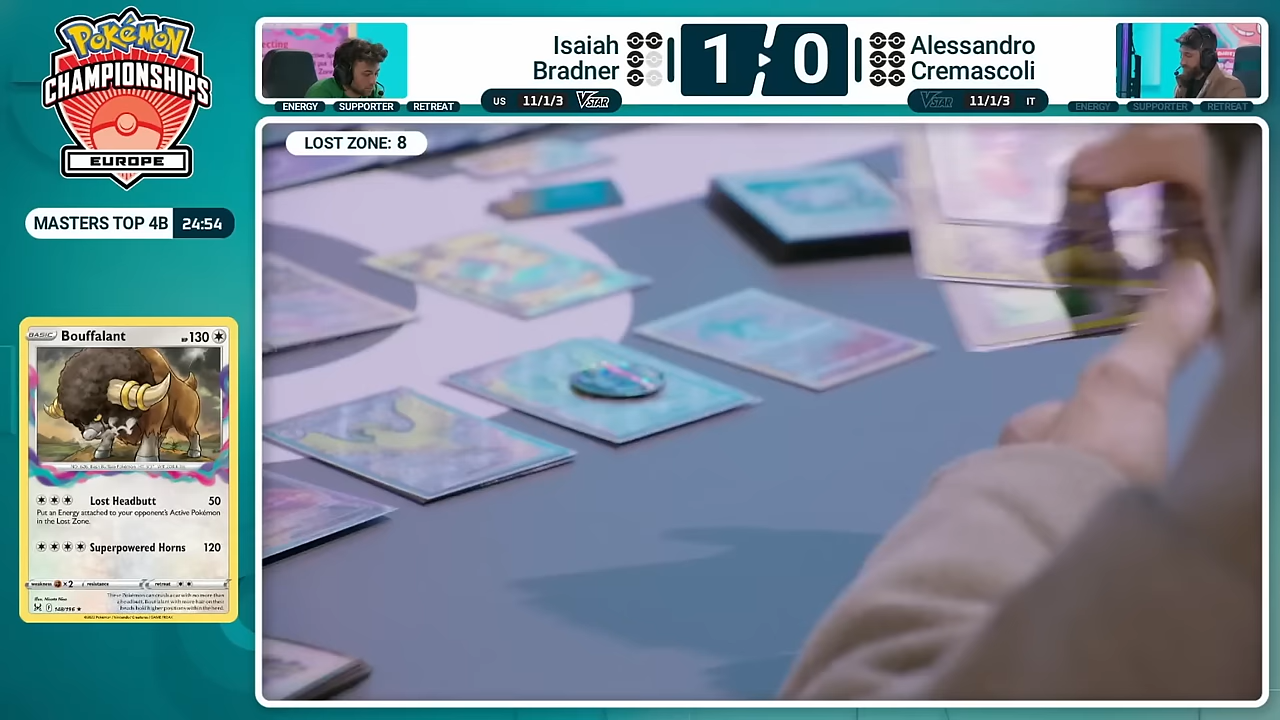 Pokémon
CHAMPIONSHIPS
EUROPE
MASTERS TOP 4B 24:54
ecting
Isaiah
Bradner
1 0
Alessandro
Cremascoli
ENERGY SUPPORTER RETREAT
US 11/1/3 VSTAR
VSTAR 11/1/3 IT
ENERGY SUPPORTER RETREAT
LOST ZONE: 8
BASIC Bouffalant HP 130
Lost Headbutt 50
Put an Energy attached to your opponent's Active Pokémon
in the Lost Zone.
Superpowered Horns 120
weakness ×2 resistance retreat